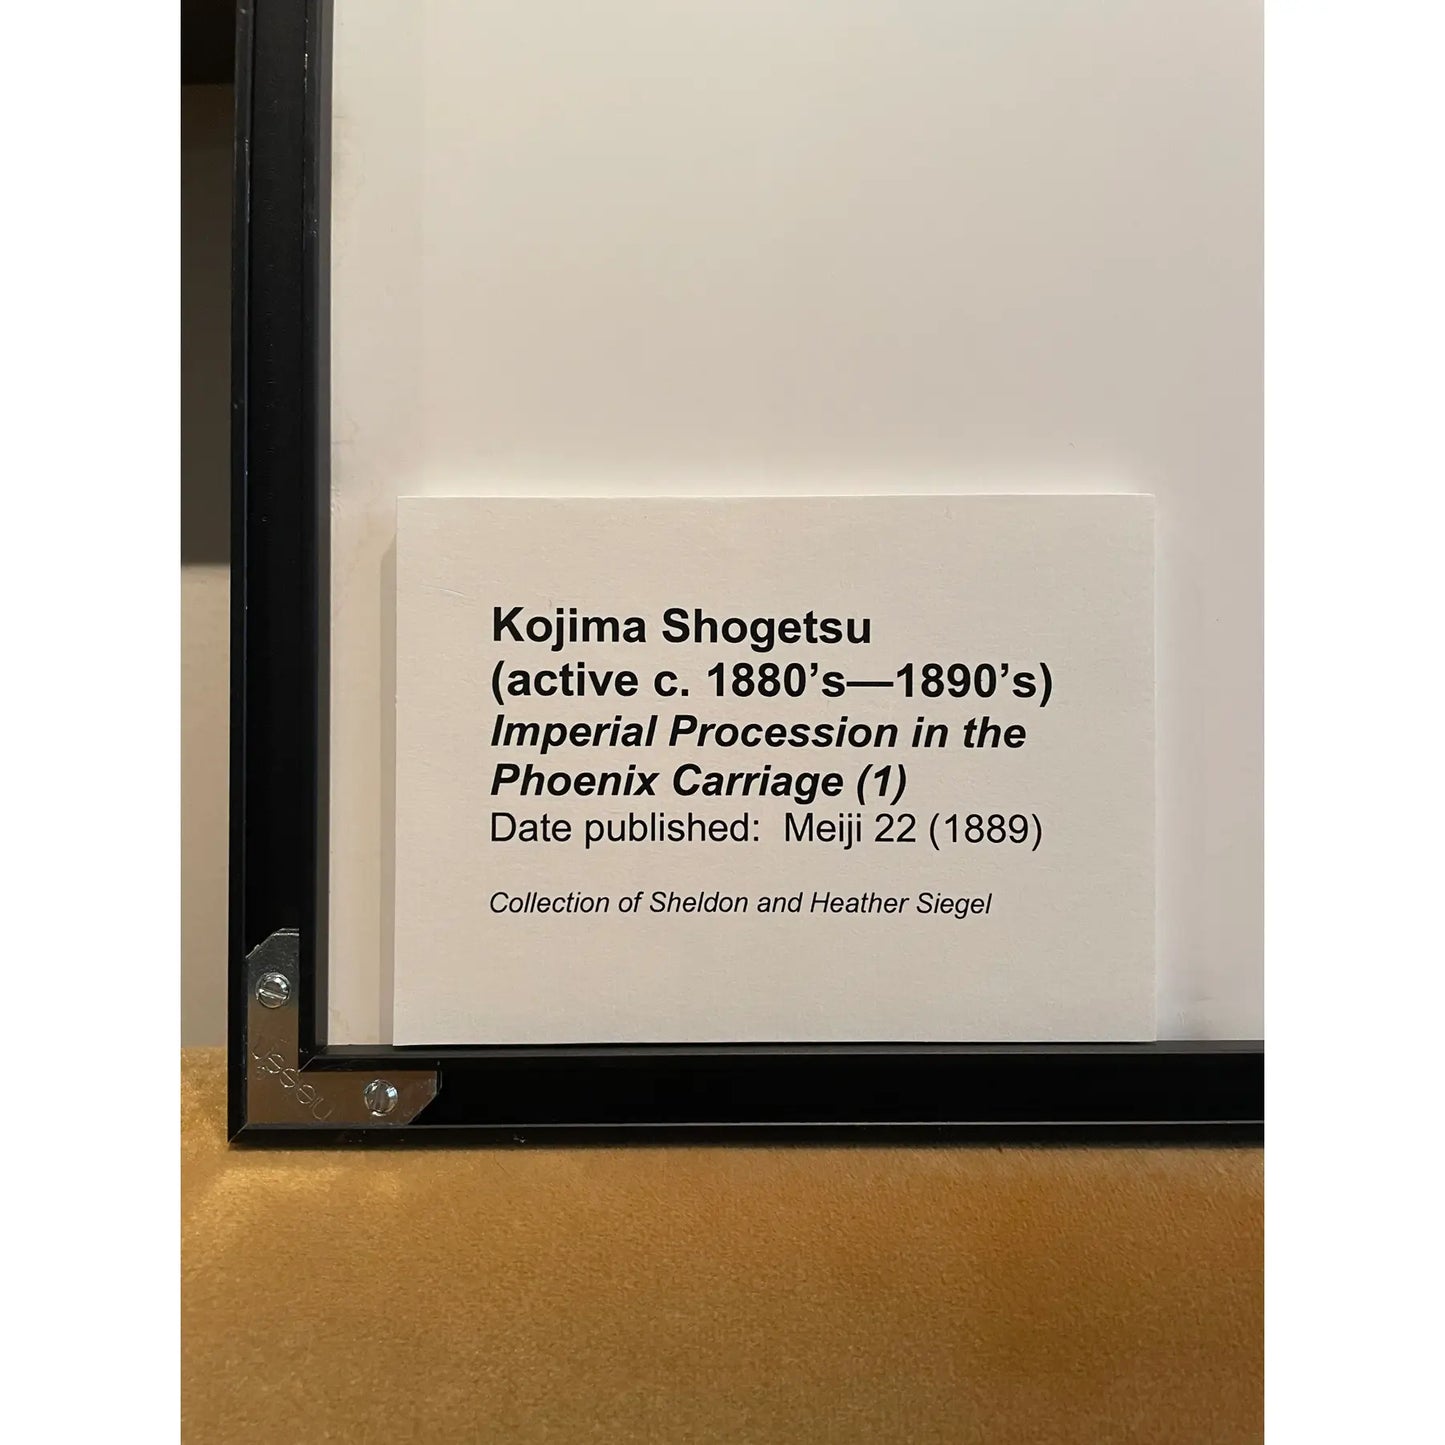 Kojima Shogetsu
(active c. 1880’s—1890’s)
Imperial Procession in the
Phoenix Carriage (1)
Date published:  Meiji 22 (1889)
Collection of Sheldon and Heather Siegel